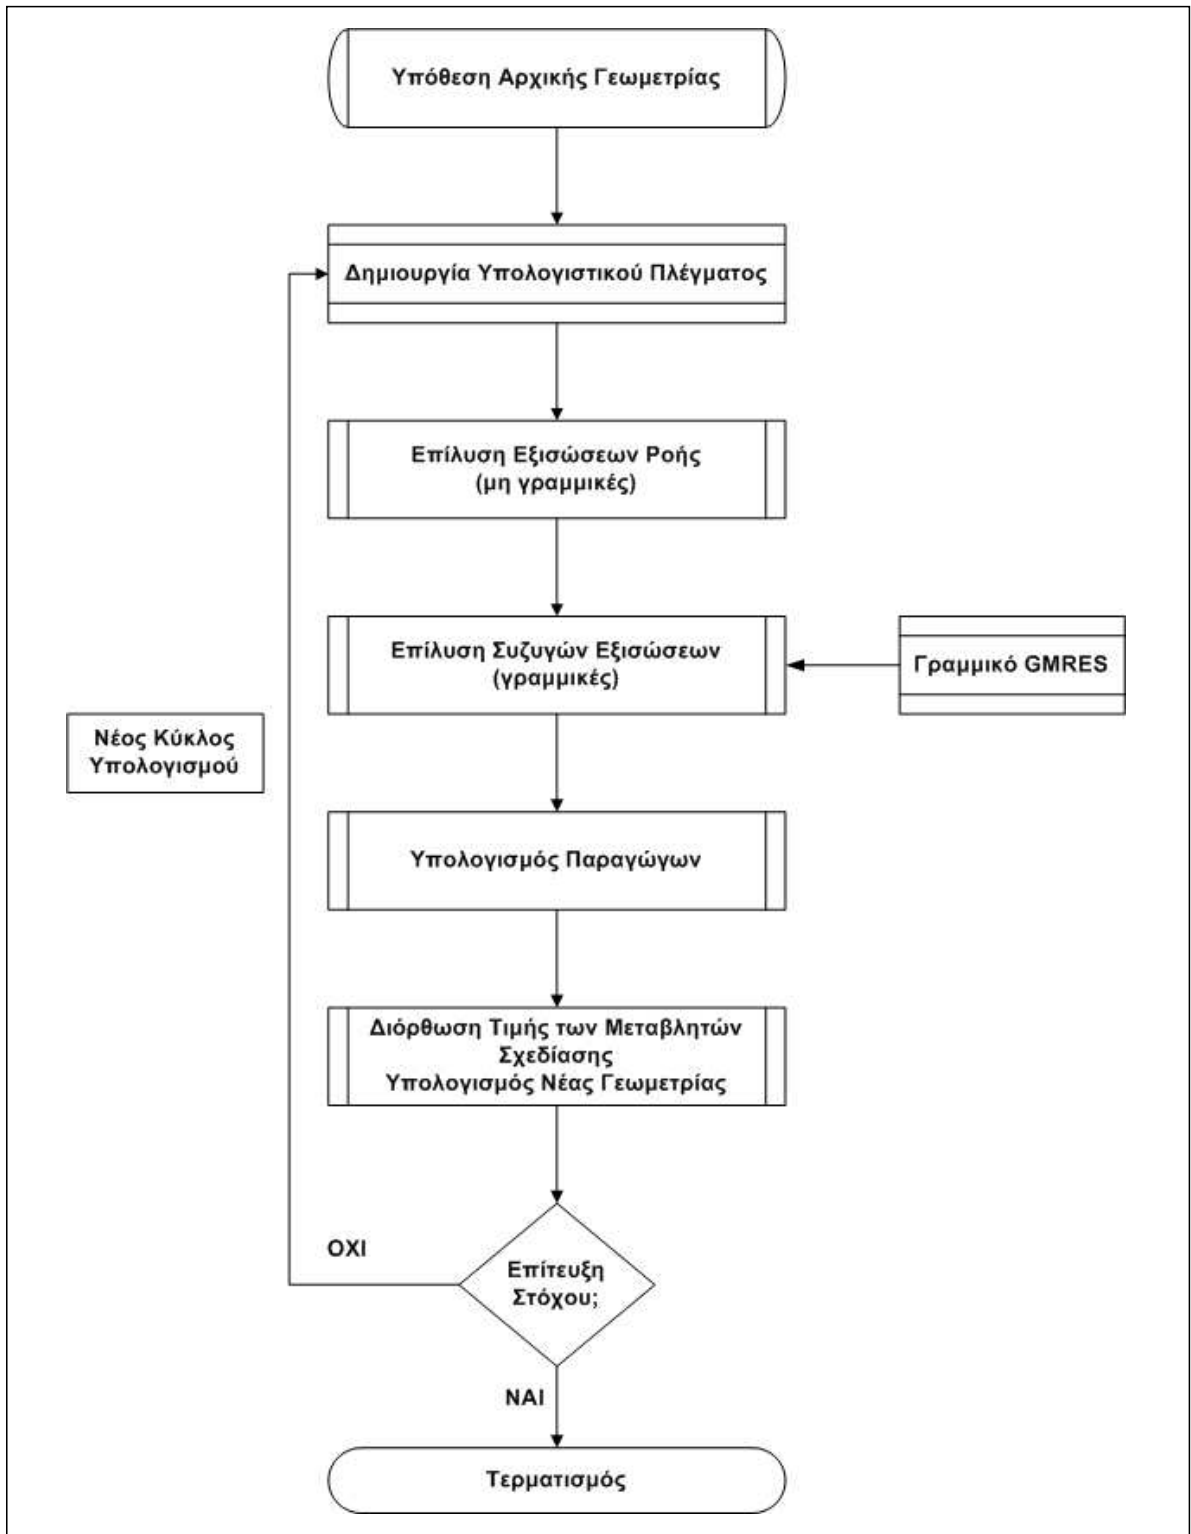 Υπόθεση Αρχικής Γεωμετρίας
Δημιουργία Υπολογιστικού Πλέγματος
Επίλυση Εξισώσεων Ροής
(μη γραμμικές)
Επίλυση Συζυγών Εξισώσεων
(γραμμικές)
Γραμμικό GMRES
Νέος Κύκλος
Υπολογισμού
Υπολογισμός Παραγώγων
Διόρθωση Τιμής των Μεταβλητών
Σχεδίασης
Υπολογισμός Νέας Γεωμετρίας
ΟΧΙ
Επίτευξη
Στόχου;
ΝΑΙ
Τερματισμός